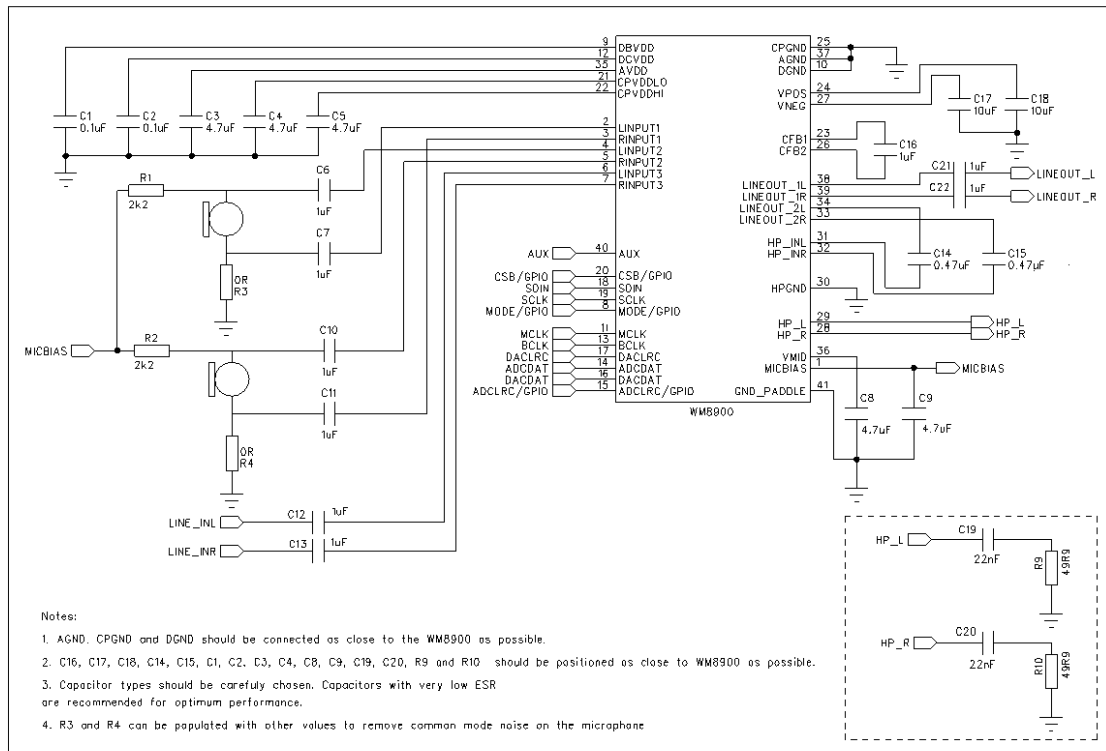 9 DBVDD
12 DCVDD
35 AVDD
21 CPVDDLO
22 CPVDDHI
2 LINPUT1
3 RINPUT1
4 LINPUT2
5 RINPUT2
6 LINPUT3
7 RINPUT3
AUX 40 AUX
CSB/GPIO 20 CSB/GPIO
SDIN 18 SDIN
SCLK 19 SCLK
MODE/GPIO 8 MODE/GPIO
MCLK 11 MCLK
BCLK 13 BCLK
DACLRC 17 DACLRC
ADCDAT 14 ADCDAT
DACDAT 16 DACDAT
ADCLRC/GPIO 15 ADCLRC/GPIO
CPGND 25
AGND 37
DGND 10
VPOS 24
VNEG 27
CFB1 23
CFB2 26
LINEOUT_1L 38
LINEOUT_1R 39
LINEOUT_2L 34
LINEOUT_2R 33
HP_INL 31
HP_INR 32
HPGND 30
HP_L 29 HP_L
HP_R 28 HP_R
VMID 36
MICBIAS 1 MICBIAS
GND_PADDLE 41
WM8900
C1
0.1uF
C2
0.1uF
C3
4.7uF
C4
4.7uF
C5
4.7uF
R1
2k2
C6
1uF
C7
1uF
0R
R3
MICBIAS
R2
2k2
C10
1uF
C11
1uF
0R
R4
LINE_INL C12 1uF
LINE_INR C13 1uF
C17
10uF
C18
10uF
C16
1uF
C21 1uF LINEOUT_L
C22 1uF LINEOUT_R
C14
0.47uF
C15
0.47uF
C8
4.7uF
C9
4.7uF
HP_L C19
22nF
R9 49R9
HP_R C20
22nF
R10 49R9
Notes:
1. AGND, CPGND and DGND should be connected as close to the WM8900 as possible.
2. C16, C17, C18, C14, C15, C1, C2, C3, C4, C8, C9, C19, C20, R9 and R10 should be positioned as close to WM8900 as possible.
3. Capacitor types should be carefuly chosen. Capacitors with very low ESR
are recommended for optimum performance.
4. R3 and R4 can be populated with other values to remove common mode noise on the microphone